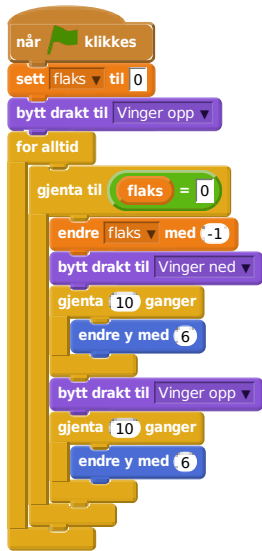 når klikkes
sett flaks til 0
bytt drakt til Vinger opp
for alltid
gjenta til flaks = 0
endre flaks med -1
bytt drakt til Vinger ned
gjenta 10 ganger
endre y med 6
bytt drakt til Vinger opp
gjenta 10 ganger
endre y med 6